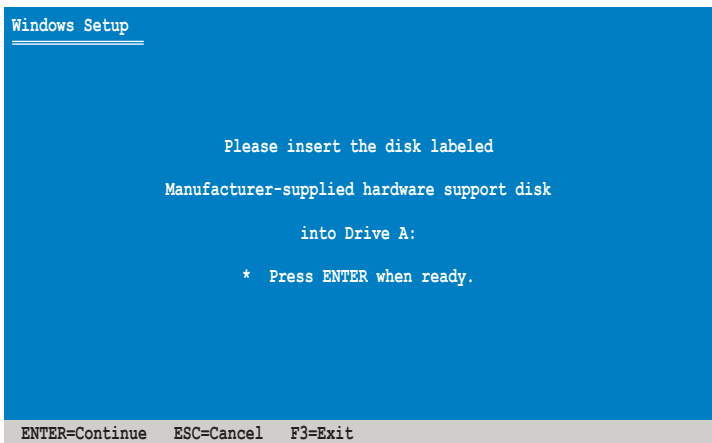 Windows Setup
Please insert the disk labeled
Manufacturer-supplied hardware support disk
into Drive A:
* Press ENTER when ready.
ENTER=Continue ESC=Cancel F3=Exit